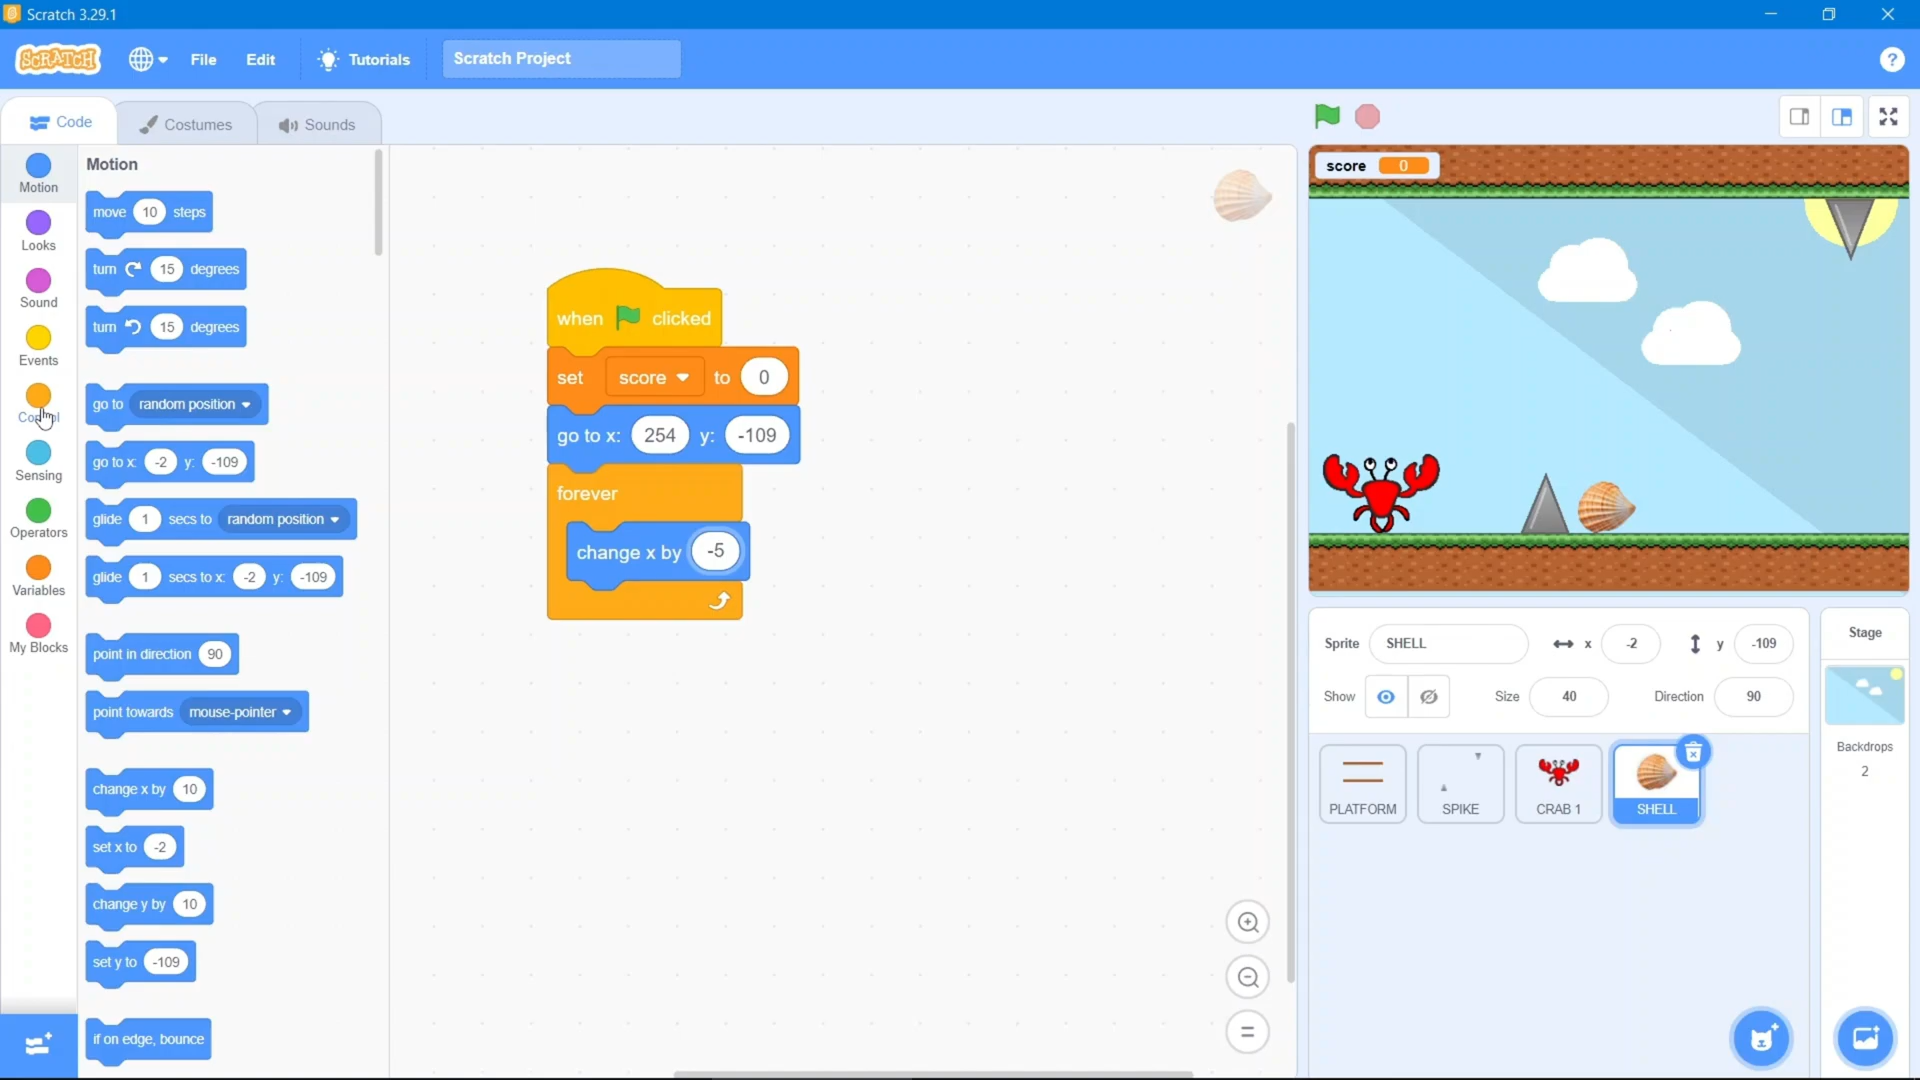 Scratch 3.29.1
SCRATCH File Edit Tutorials Scratch Project ?
Code Costumes Sounds
Motion
Looks
Sound
Events
Sensing
Operators
Variables
My Blocks
Motion
move 10 steps
turn 15 degrees
turn 15 degrees
go to random position
go to x: -2 y: -109
glide 1 secs to random position
glide 1 secs to x: -2 y: -109
point in direction 90
point towards mouse-pointer
change x by 10
set x to -2
change y by 10
set y to -109
if on edge, bounce
when clicked
set score to 0
go to x: 254 y: -109
forever
change x by -5
score 0
Sprite SHELL x -2 y -109
Show Size 40 Direction 90
PLATFORM SPIKE CRAB 1 SHELL
Stage
Backdrops
2